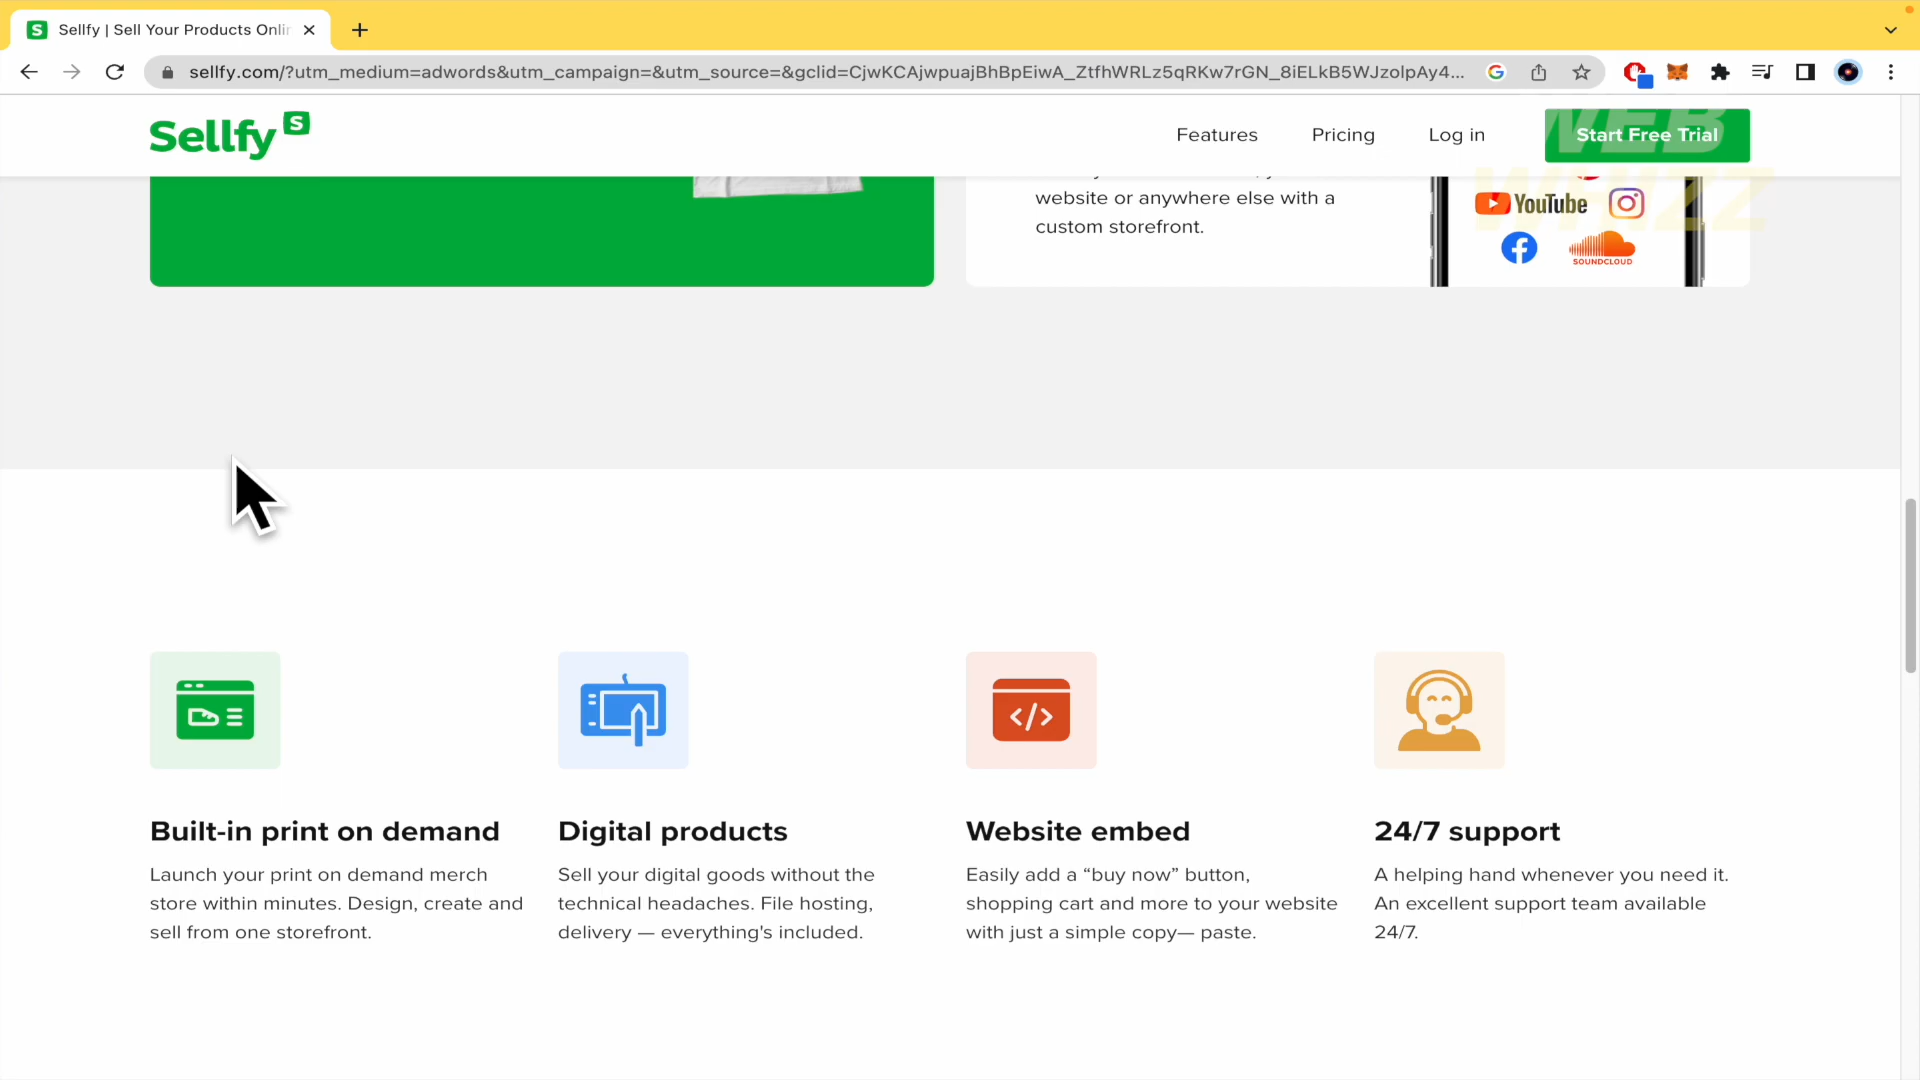 Sellfy | Sell Your Products Onli
sellfy.com/?utm_medium=adwords&utm_campaign=&utm_source=&gclid=CjwKCAjwpuajBhBpEiwA_ZtfhWRLz5qRKw7rGN_8iELkB5WJzolpAy4...
Sellfy S
Features
Pricing
Log in
Start Free Trial
WEB
WHIZZ
website or anywhere else with a
custom storefront.
YouTube
SOUNDCLOUD
Built-in print on demand
Launch your print on demand merch
store within minutes. Design, create and
sell from one storefront.
Digital products
Sell your digital goods without the
technical headaches. File hosting,
delivery — everything's included.
Website embed
Easily add a “buy now” button,
shopping cart and more to your website
with just a simple copy— paste.
24/7 support
A helping hand whenever you need it.
An excellent support team available
24/7.